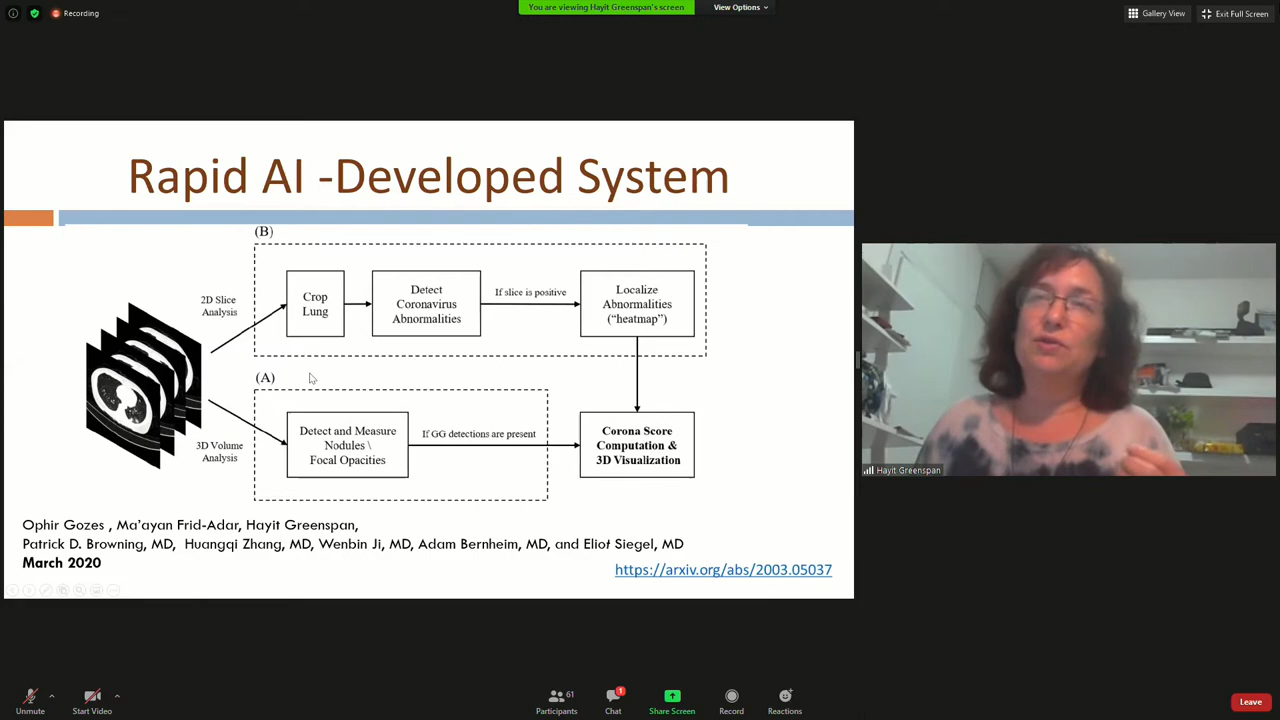 Recording
You are viewing Hayit Greenspan's screen
View Options
Gallery View
Exit Full Screen
Rapid AI -Developed System
(B)
2D Slice
Analysis
Crop
Lung
Detect
Coronavirus
Abnormalities
If slice is positive
Localize
Abnormalities
("heatmap")
(A)
3D Volume
Analysis
Detect and Measure
Nodules \
Focal Opacities
If GG detections are present
Corona Score
Computation &
3D Visualization
Ophir Gozes , Ma'ayan Frid-Adar, Hayit Greenspan,
Patrick D. Browning, MD, Huangqi Zhang, MD, Wenbin Ji, MD, Adam Bernheim, MD, and Eliot Siegel, MD
March 2020
https://arxiv.org/abs/2003.05037
Hayit Greenspan
Unmute
Start Video
61
Participants
1
Chat
Share Screen
Record
Reactions
Leave